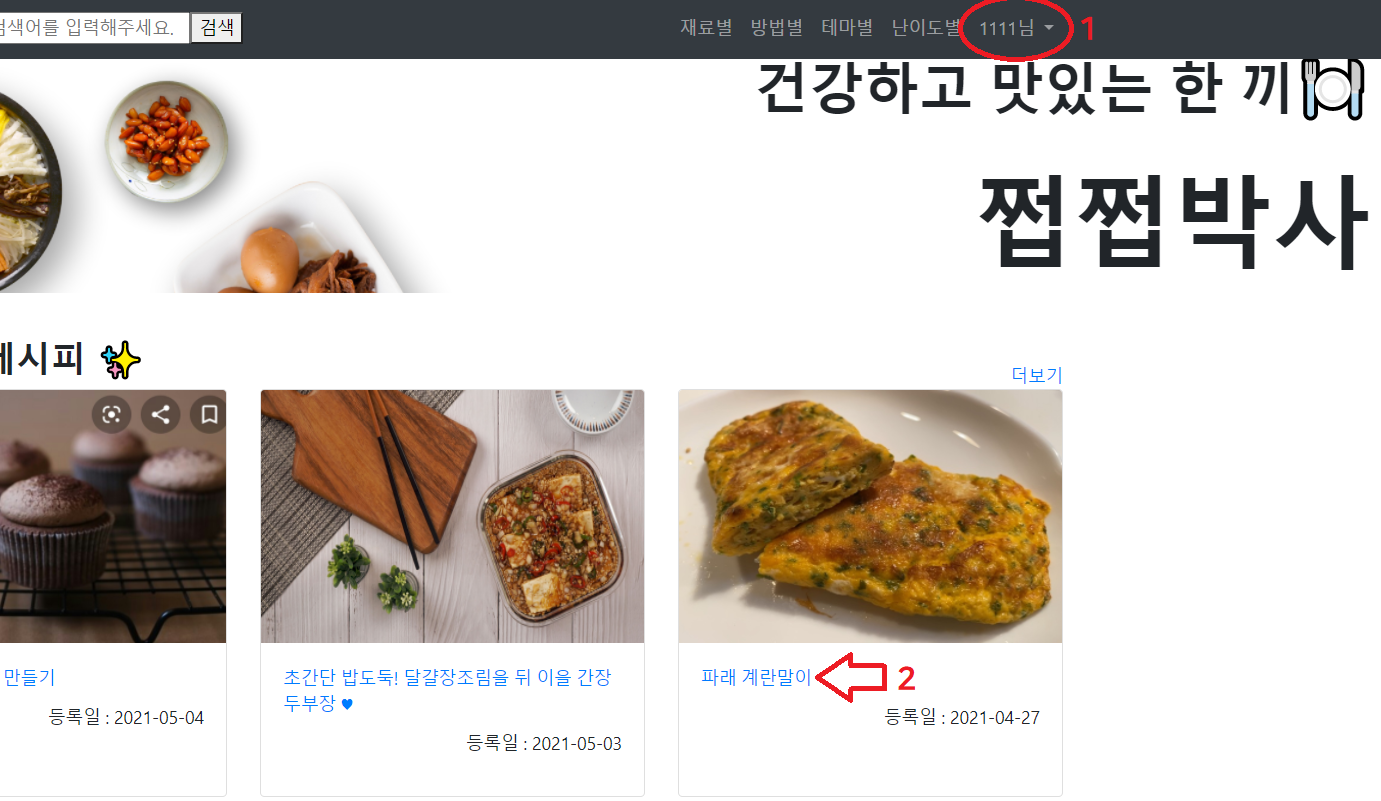 검색어를 입력해주세요. 검색 재료별 방법별 테마별 난이도별 1111님 1
건강하고 맛있는 한 끼
쩝쩝박사
레시피
더보기
만들기
등록일 : 2021-05-04
초간단 밥도둑! 달걀장조림을 뒤 이을 간장
두부장 ♥
등록일 : 2021-05-03
파래 계란말이 2
등록일 : 2021-04-27